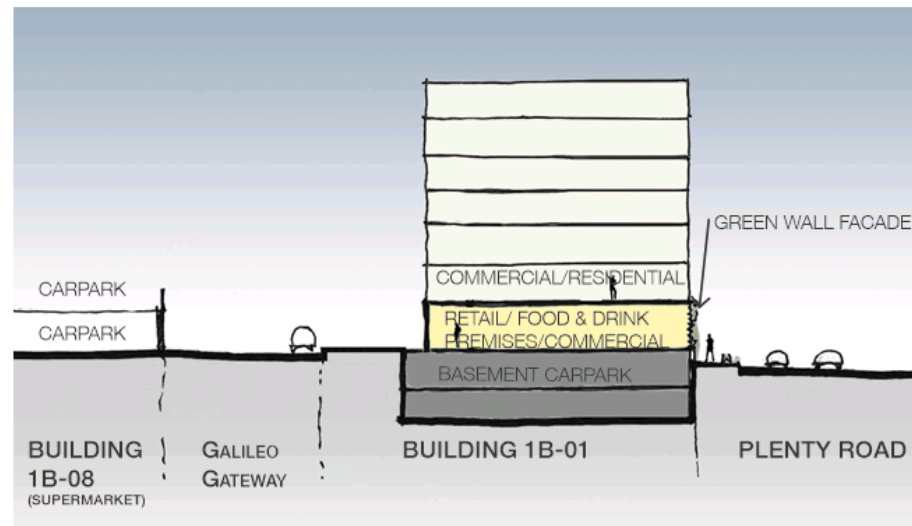 GREEN WALL FACADE
COMMERCIAL/RESIDENTIAL
CARPARK
RETAIL/ FOOD & DRINK
CARPARK
PREMISES/COMMERCIAL
BASEMENT CARPARK
BUILDING
1B-08
(SUPERMARKET)
GALILEO
GATEWAY
BUILDING 1B-01
PLENTY ROAD